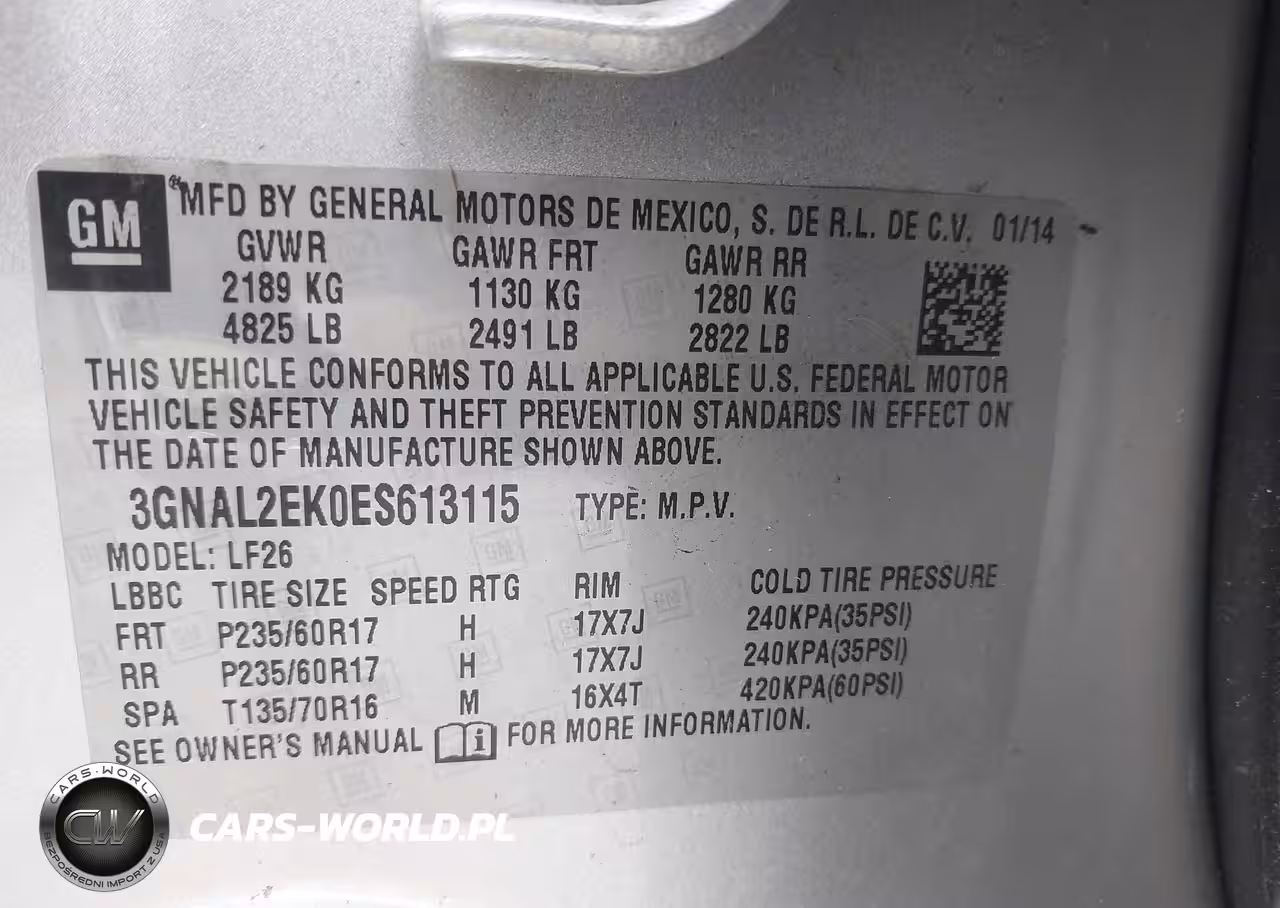 GM
MFD BY GENERAL MOTORS DE MEXICO, S. DE R.L. DE C.V. 01/14
GVWR GAWR FRT GAWR RR
2189 KG 1130 KG 1280 KG
4825 LB 2491 LB 2822 LB
THIS VEHICLE CONFORMS TO ALL APPLICABLE U.S. FEDERAL MOTOR
VEHICLE SAFETY AND THEFT PREVENTION STANDARDS IN EFFECT ON
THE DATE OF MANUFACTURE SHOWN ABOVE.
3GNAL2EK0ES613115 TYPE: M.P.V.
MODEL: LF26
LBBC TIRE SIZE SPEED RTG RIM COLD TIRE PRESSURE
FRT P235/60R17 H 17X7J 240KPA(35PSI)
RR P235/60R17 H 17X7J 240KPA(35PSI)
SPA T135/70R16 M 16X4T 420KPA(60PSI)
SEE OWNER'S MANUAL FOR MORE INFORMATION.
CARS-WORLD
CW
BEZPOŚREDNI IMPORT Z USA
CARS-WORLD.PL